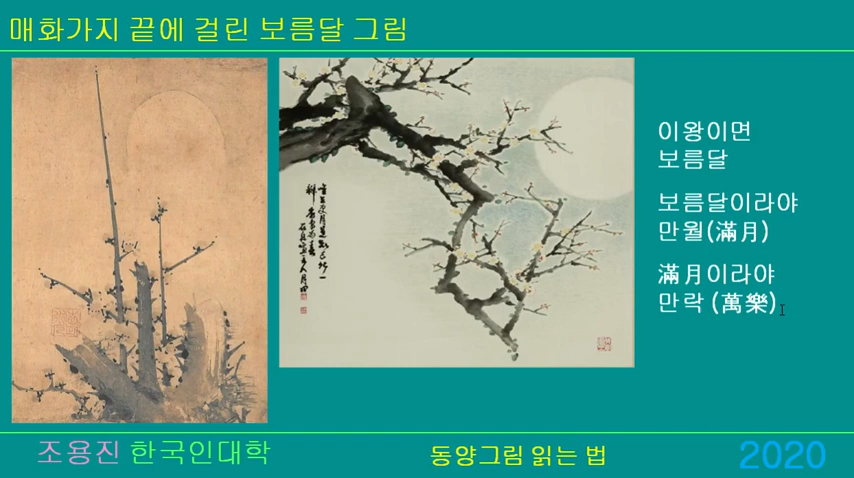 매화가지 끝에 걸린 보름달 그림
이왕이면
보름달
보름달이라야
만월(滿月)
滿月이라야
만락 (萬樂)
조용진 한국인대학
동양그림 읽는 법
2020